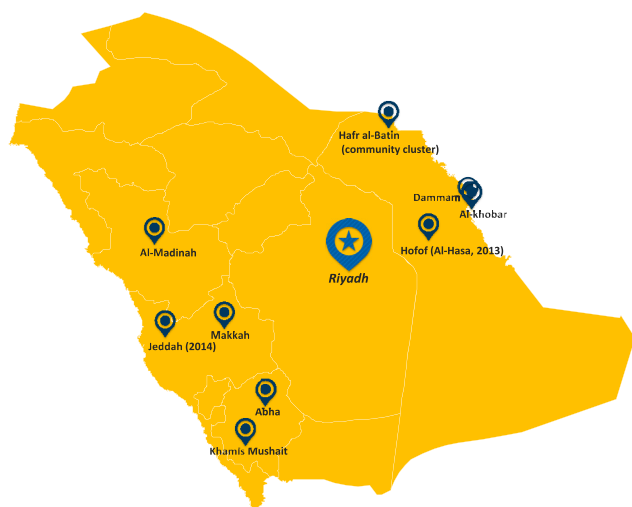 Hafr al-Batin
(community cluster)
Dammam
Al-khobar
Hofof (Al-Hasa, 2013)
Al-Madinah
Riyadh
Makkah
Jeddah (2014)
Abha
Khamis Mushait